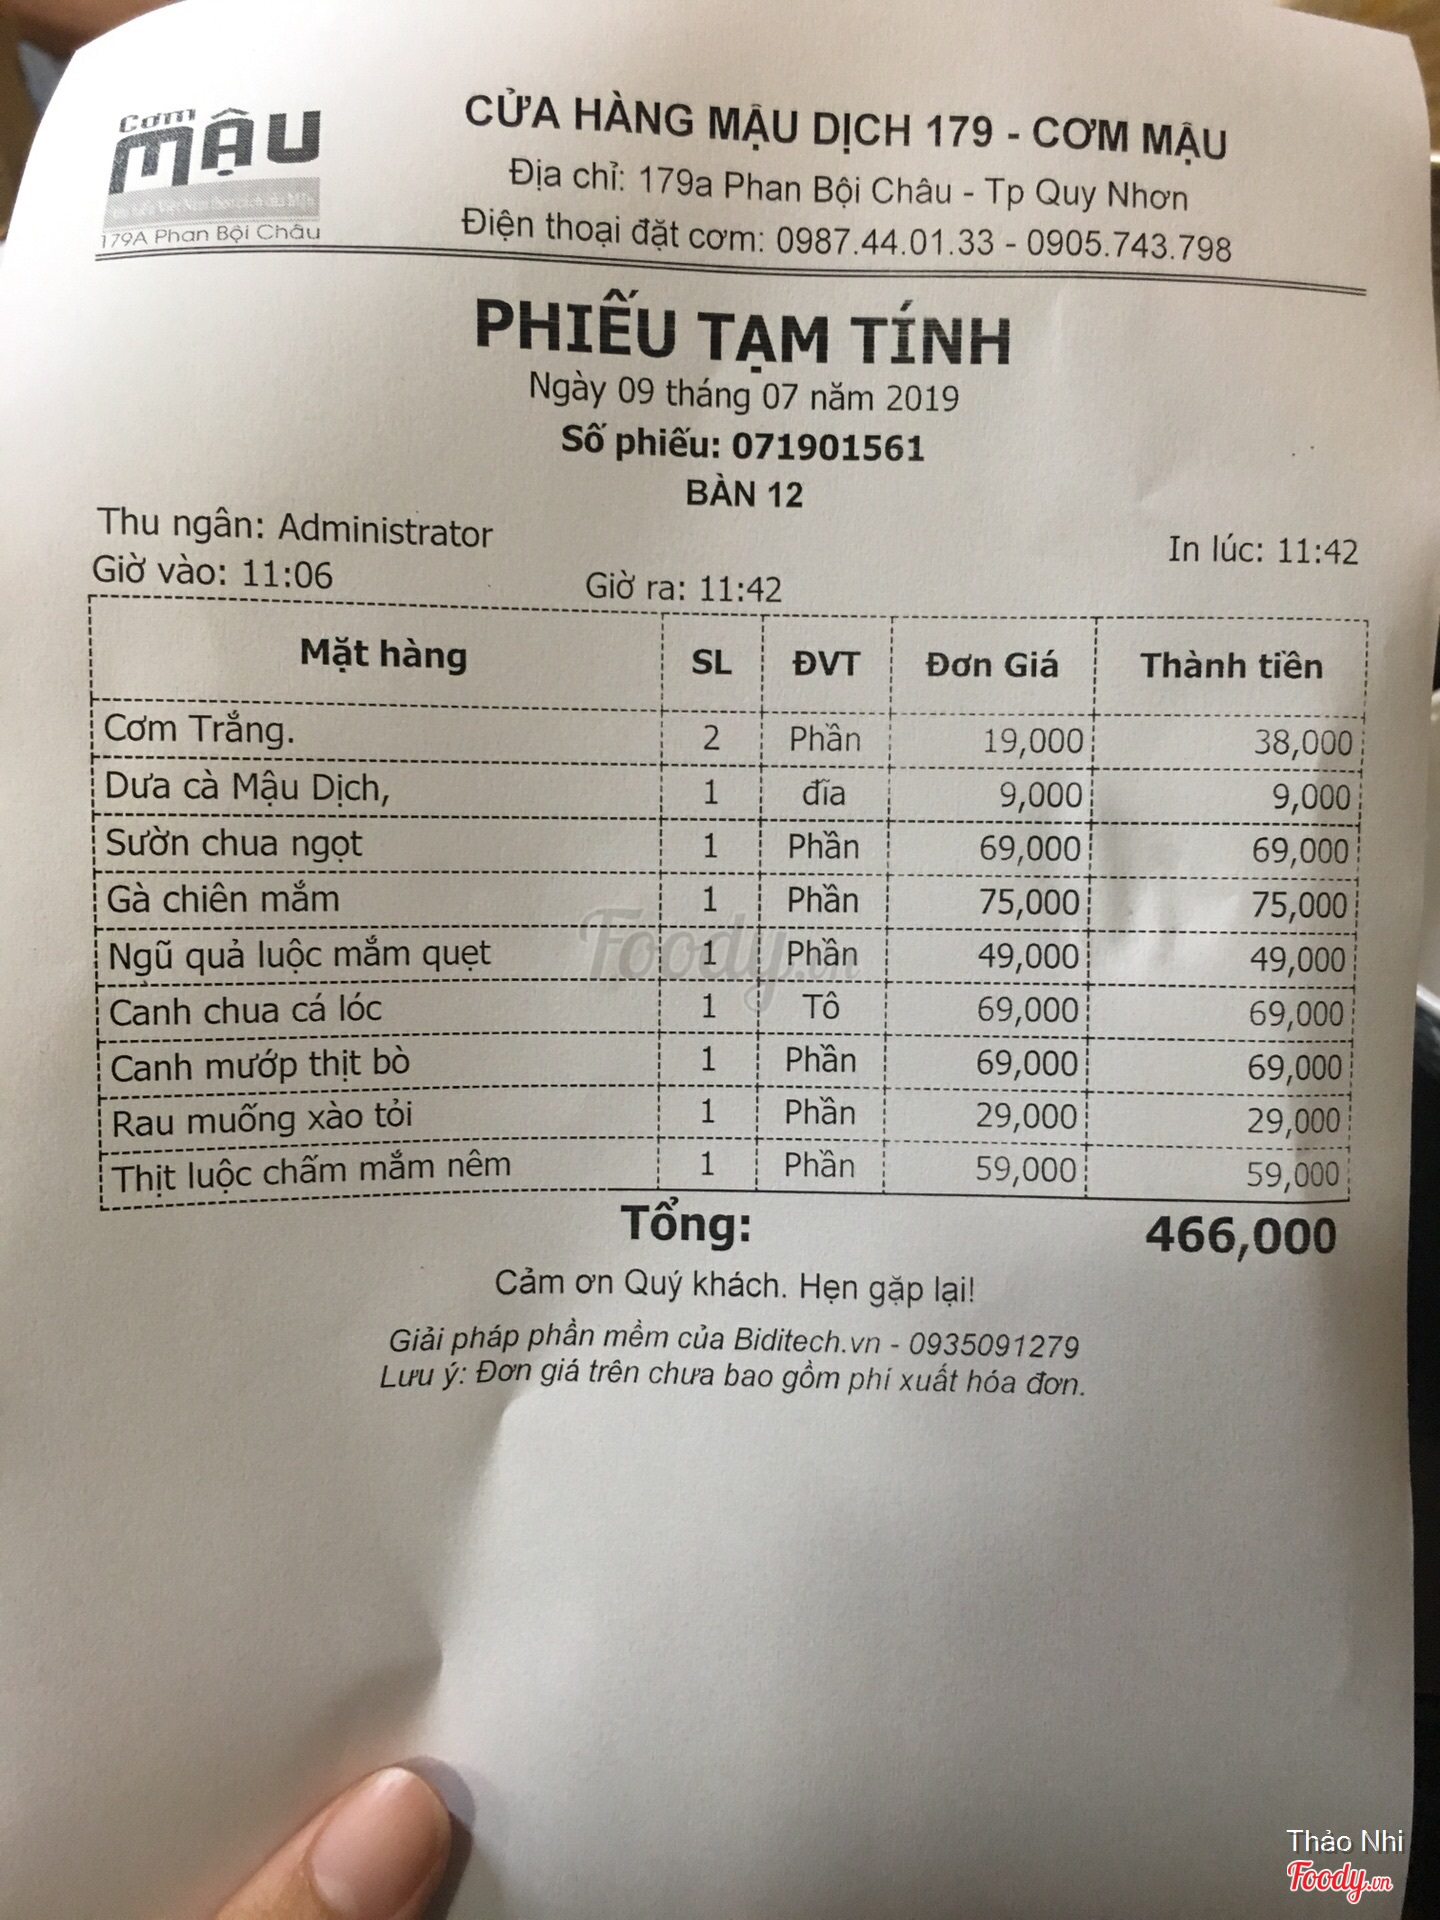 Cơm
MẬU
179A Phan Bội Châu
CỬA HÀNG MẬU DỊCH 179 - CƠM MẬU
Địa chỉ: 179a Phan Bội Châu - Tp Quy Nhơn
Điện thoại đặt cơm: 0987.44.01.33 - 0905.743.798
PHIẾU TẠM TÍNH
Ngày 09 tháng 07 năm 2019
Số phiếu: 071901561
BÀN 12
Thu ngân: Administrator
In lúc: 11:42
Giờ vào: 11:06 Giờ ra: 11:42
Mặt hàng SL ĐVT Đơn Giá Thành tiền
Cơm Trắng. 2 Phần 19,000 38,000
Dưa cà Mậu Dịch, 1 đĩa 9,000 9,000
Sườn chua ngọt 1 Phần 69,000 69,000
Gà chiên mắm 1 Phần 75,000 75,000
Ngũ quả luộc mắm quẹt 1 Phần 49,000 49,000
Canh chua cá lóc 1 Tô 69,000 69,000
Canh mướp thịt bò 1 Phần 69,000 69,000
Rau muống xào tỏi 1 Phần 29,000 29,000
Thịt luộc chấm mắm nêm 1 Phần 59,000 59,000
Tổng: 466,000
Cảm ơn Quý khách. Hẹn gặp lại!
Giải pháp phần mềm của Biditech.vn - 0935091279
Lưu ý: Đơn giá trên chưa bao gồm phí xuất hóa đơn.
Foody.vn
Thảo Nhi
Foody.vn